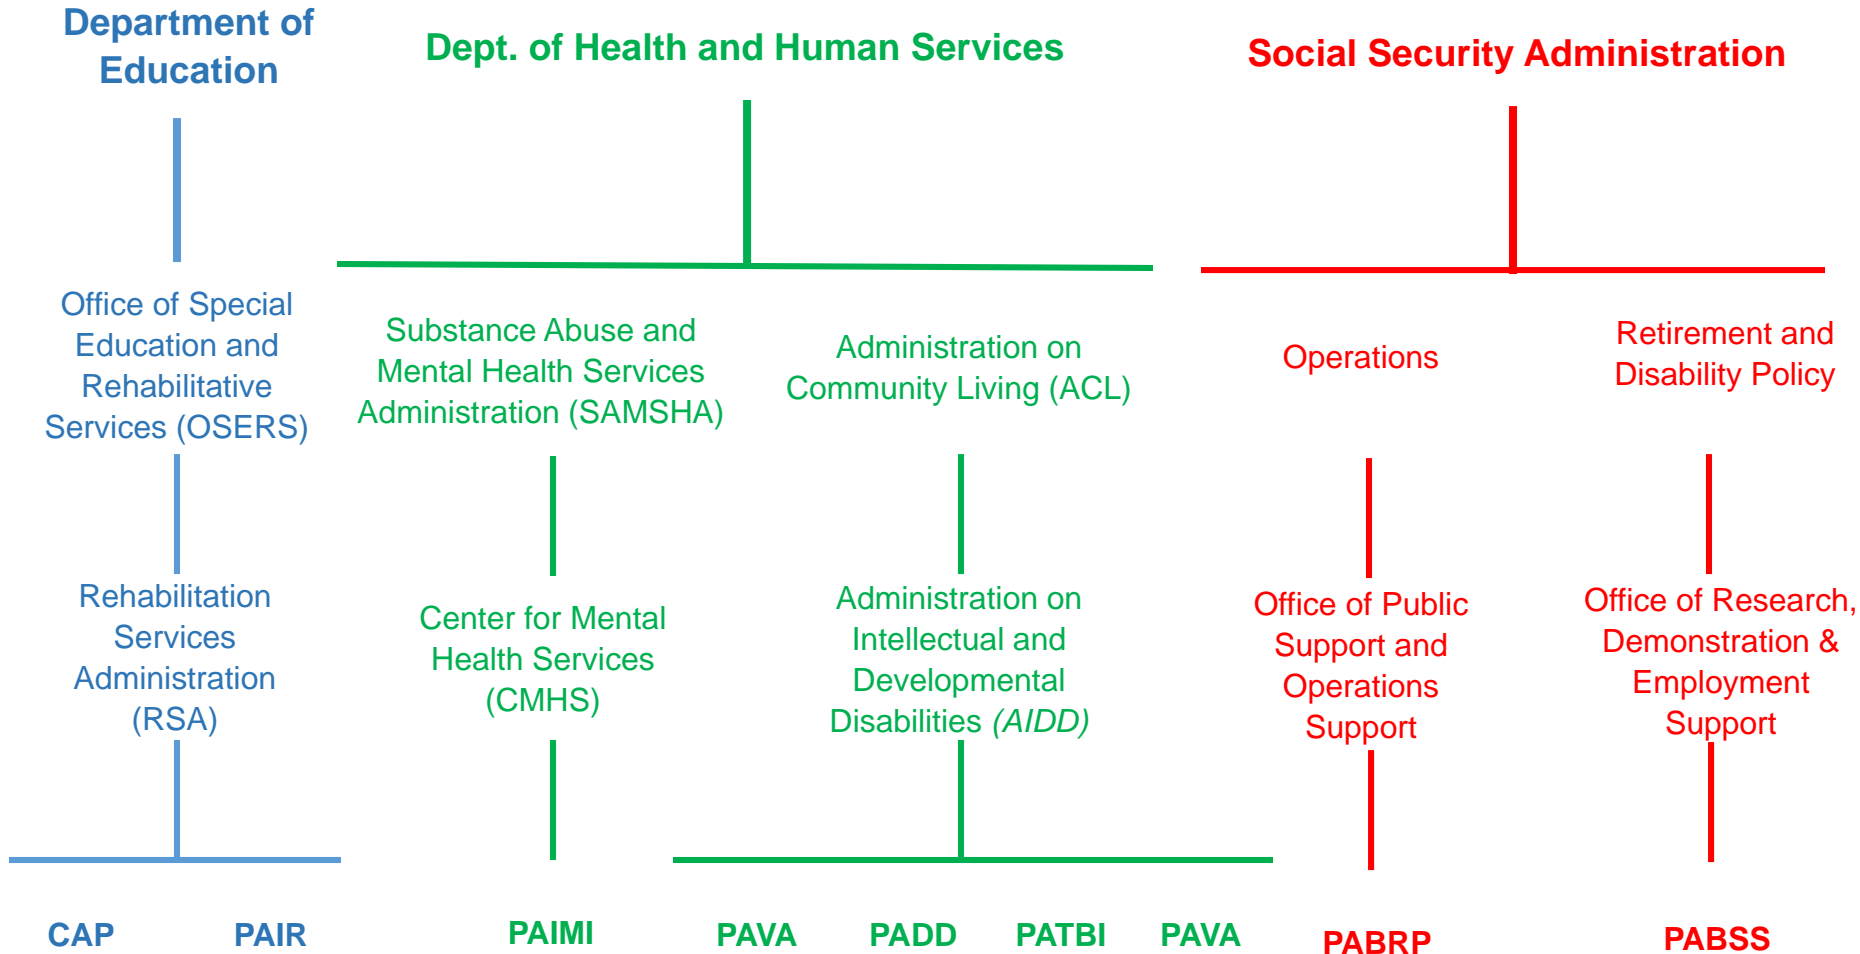 Department of
Education
Dept. of Health and Human Services
Social Security Administration
Office of Special
Education and
Rehabilitative
Services (OSERS)
Substance Abuse and
Mental Health Services
Administration (SAMSHA)
Administration on
Community Living (ACL)
Operations
Retirement and
Disability Policy
Rehabilitation
Services
Administration
(RSA)
Center for Mental
Health Services
(CMHS)
Administration on
Intellectual and
Developmental
Disabilities (AIDD)
Office of Public
Support and
Operations
Support
Office of Research,
Demonstration &
Employment
Support
CAP
PAIR
PAIMI
PAVA
PADD
PATBI
PAVA
PABRP
PABSS